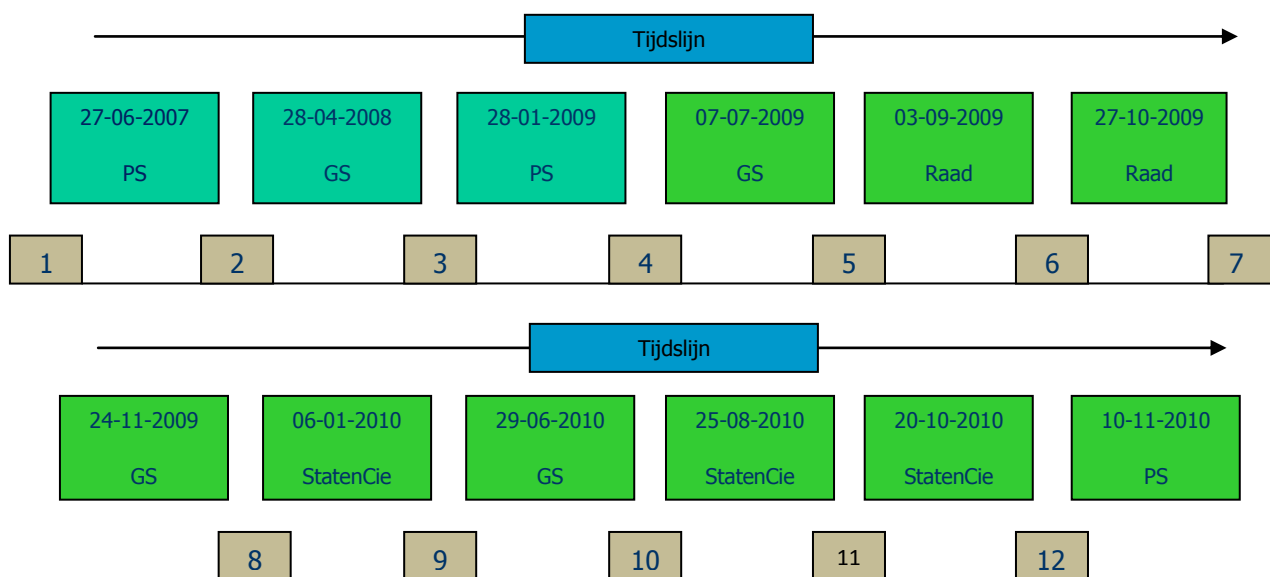 Tijdslijn
27-06-2007 28-04-2008 28-01-2009 07-07-2009 03-09-2009 27-10-2009
PS GS PS GS Raad Raad
1 2 3 4 5 6 7
Tijdslijn
24-11-2009 06-01-2010 29-06-2010 25-08-2010 20-10-2010 10-11-2010
GS StatenCie GS StatenCie StatenCie PS
8 9 10 11 12